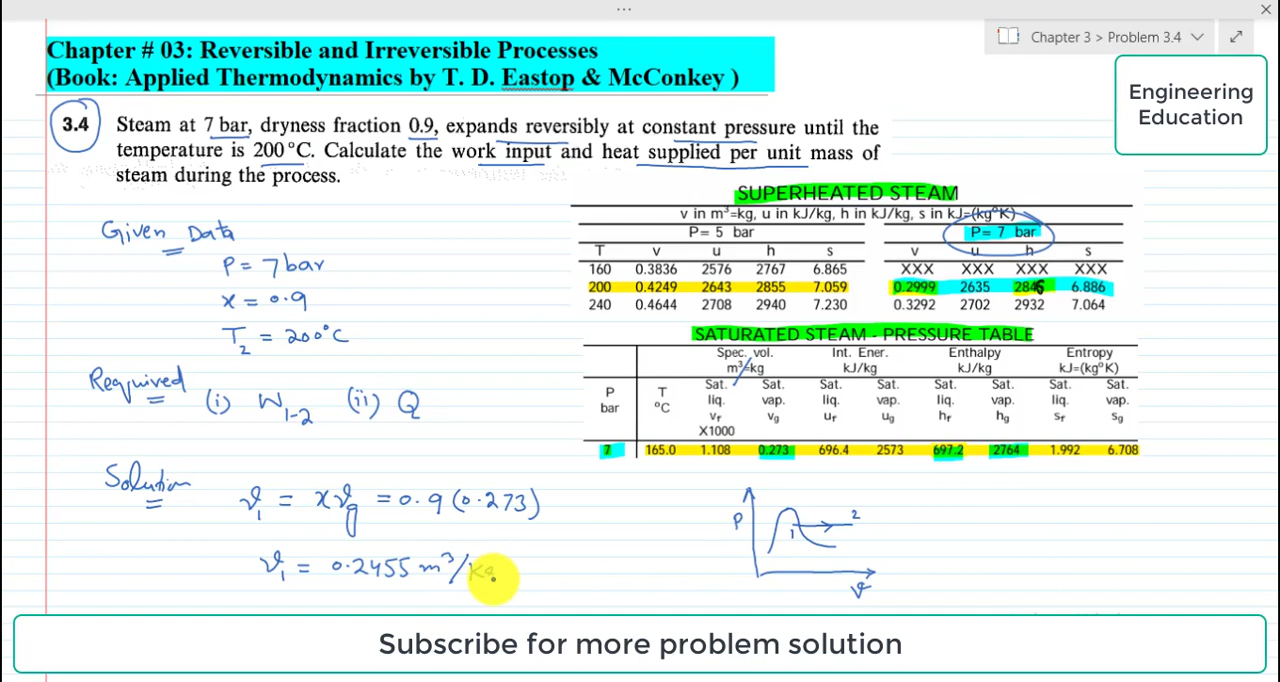 Chapter 3 > Problem 3.4
Chapter # 03: Reversible and Irreversible Processes
(Book: Applied Thermodynamics by T. D. Eastop & McConkey )
Engineering
Education
3.4 Steam at 7 bar, dryness fraction 0.9, expands reversibly at constant pressure until the
temperature is 200 °C. Calculate the work input and heat supplied per unit mass of
steam during the process.
SUPERHEATED STEAM
v in m³=kg, u in kJ/kg, h in kJ/kg, s in kJ=(kg°K)
P= 5 bar P= 7 bar
T v u h s v u h s
160 0.3836 2576 2767 6.865 XXX XXX XXX XXX
200 0.4249 2643 2855 7.059 0.2999 2635 2846 6.886
240 0.4644 2708 2940 7.230 0.3292 2702 2932 7.064
SATURATED STEAM - PRESSURE TABLE
Spec. vol. Int. Ener. Enthalpy Entropy
m³=kg kJ/kg kJ/kg kJ=(kg°K)
P T Sat. Sat. Sat. Sat. Sat. Sat. Sat. Sat.
bar °C liq. vap. liq. vap. liq. vap. liq. vap.
vf vg uf ug hf hg sf sg
X1000
7 165.0 1.108 0.273 696.4 2573 697.2 2764 1.992 6.708
Given Data
P = 7 bar
x = 0.9
T2 = 200°C
Required (i) W1-2 (ii) Q
Solution v1 = x vg = 0.9 (0.273)
v1 = 0.2455 m³/kg
P 1 2
v
Subscribe for more problem solution